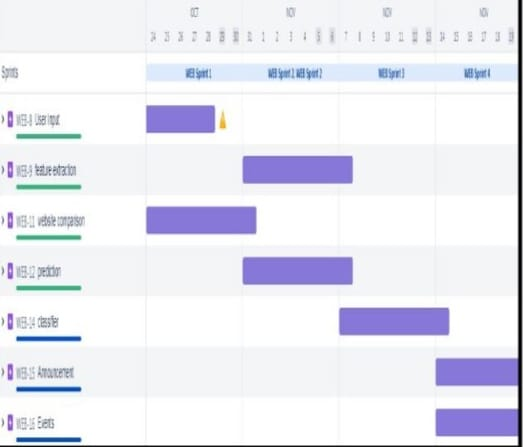 OCT NOV NOV NOV
24 25 26 27 28 29 30 31 1 2 3 4 5 6 7 8 9 10 11 12 13 14 15 16 17 18 19
Sprints WEB Sprint 1 WEB Sprint 2, WEB Sprint 2 WEB Sprint 3 WEB Sprint 4
WEB-8 User input
WEB-9 feature extraction
WEB-11 website comparison
WEB-12 prediction
WEB-14 classifier
WEB-15 Announcement
WEB-16 Events